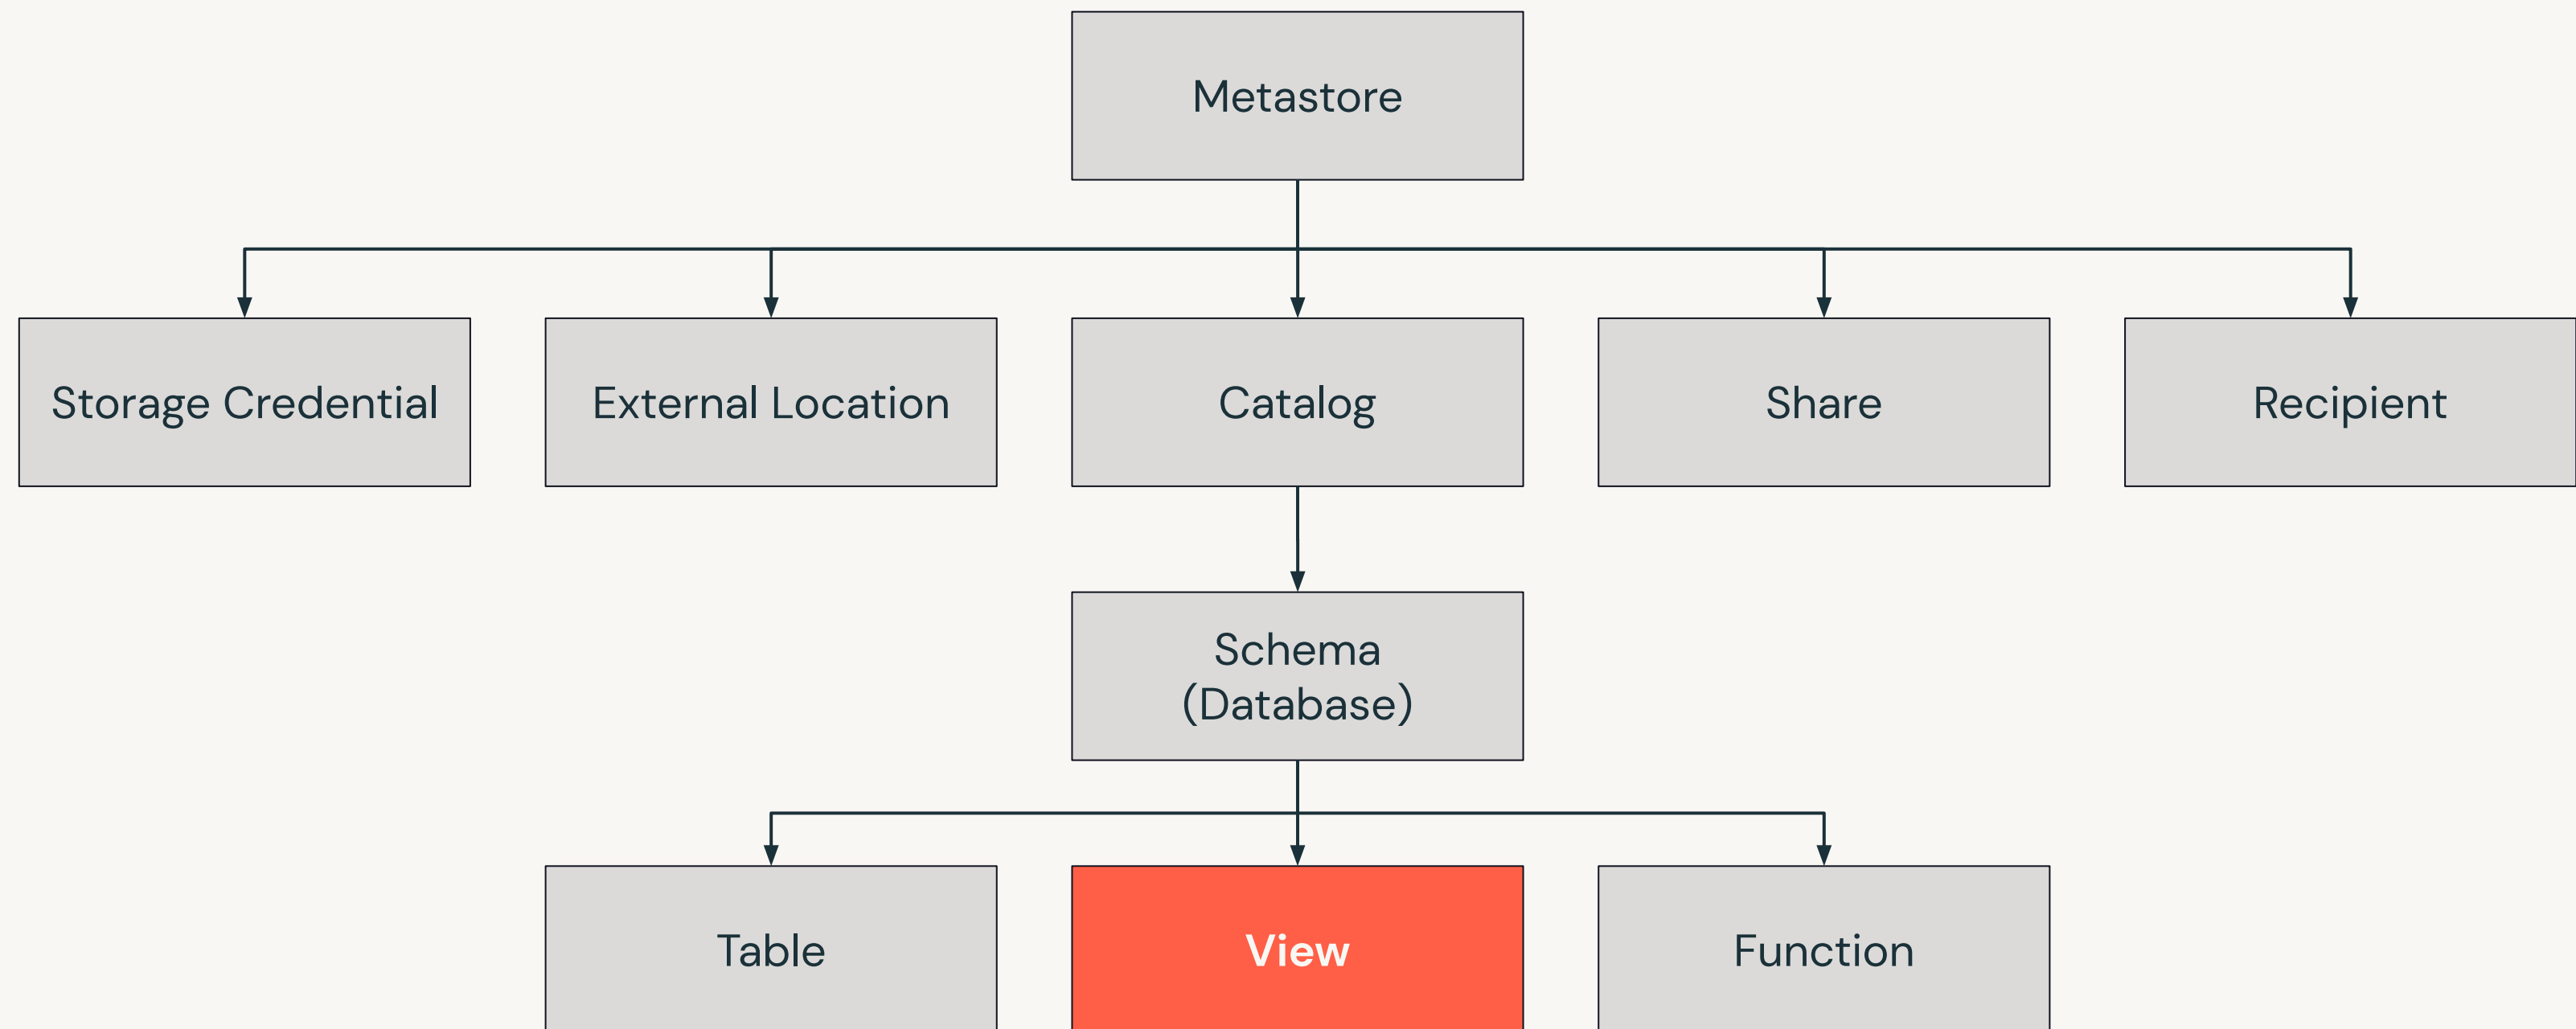 Metastore
Storage Credential
External Location
Catalog
Share
Recipient
Schema
(Database)
Table
View
Function